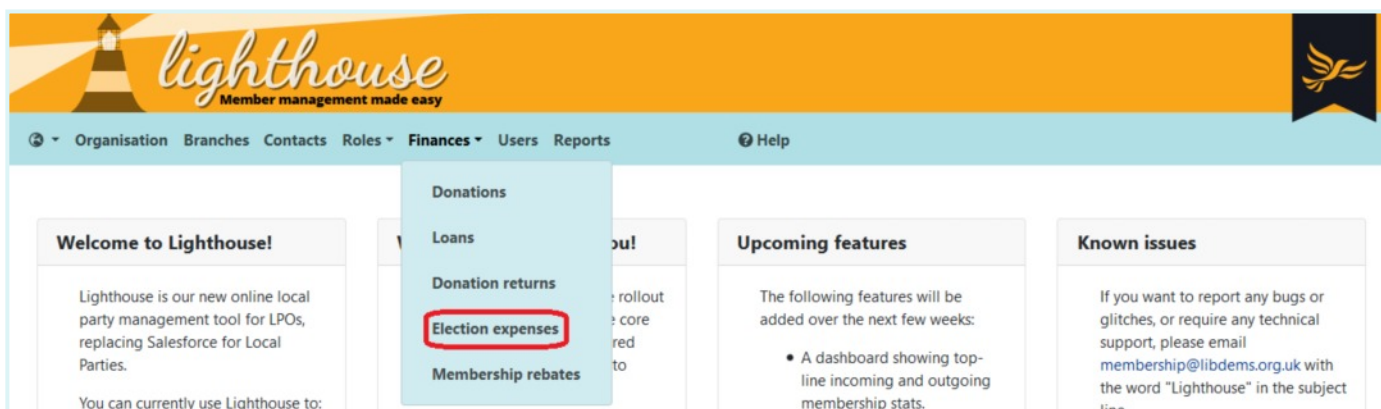 lighthouse
Member management made easy
Organisation Branches Contacts Roles Finances Users Reports Help
Donations
Loans
Donation returns
Election expenses
Membership rebates
Welcome to Lighthouse!
Lighthouse is our new online local
party management tool for LPOs,
replacing Salesforce for Local
Parties.
You can currently use Lighthouse to:
rollout
core
to
Upcoming features
The following features will be
added over the next few weeks:
• A dashboard showing top-
line incoming and outgoing
membership stats.
Known issues
If you want to report any bugs or
glitches, or require any technical
support, please email
membership@libdems.org.uk with
the word "Lighthouse" in the subject